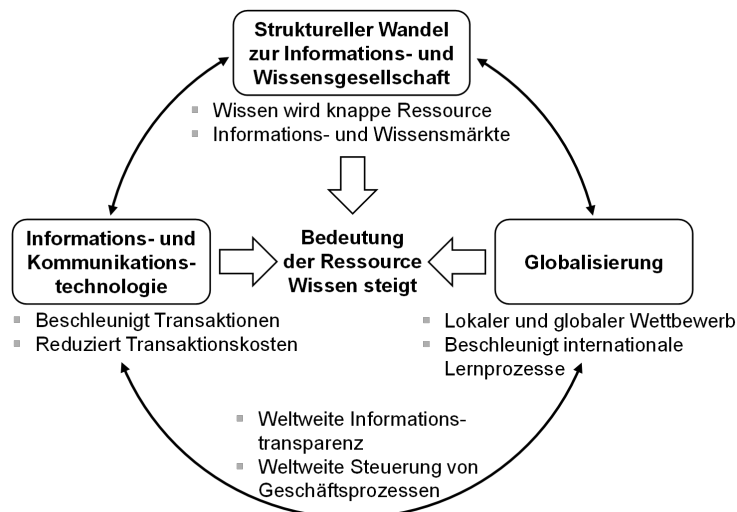 Struktureller Wandel
zur Informations- und
Wissensgesellschaft
Wissen wird knappe Ressource
Informations- und Wissensmärkte
Informations- und
Kommunikations-
technologie
Bedeutung
der Ressource
Wissen steigt
Globalisierung
Beschleunigt Transaktionen
Reduziert Transaktionskosten
Lokaler und globaler Wettbewerb
Beschleunigt internationale
Lernprozesse
Weltweite Informations-
transparenz
Weltweite Steuerung von
Geschäftsprozessen